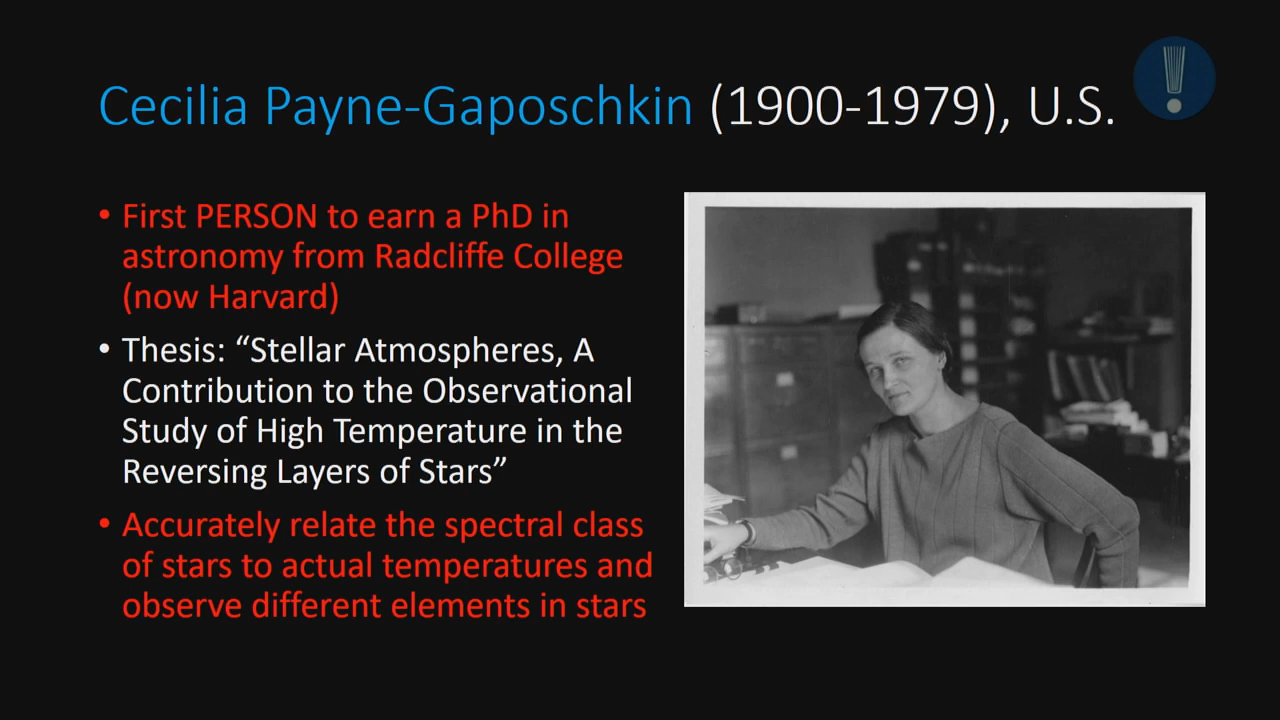 Cecilia Payne-Gaposchkin (1900-1979), U.S.
• First PERSON to earn a PhD in
astronomy from Radcliffe College
(now Harvard)
• Thesis: “Stellar Atmospheres, A
Contribution to the Observational
Study of High Temperature in the
Reversing Layers of Stars”
• Accurately relate the spectral class
of stars to actual temperatures and
observe different elements in stars